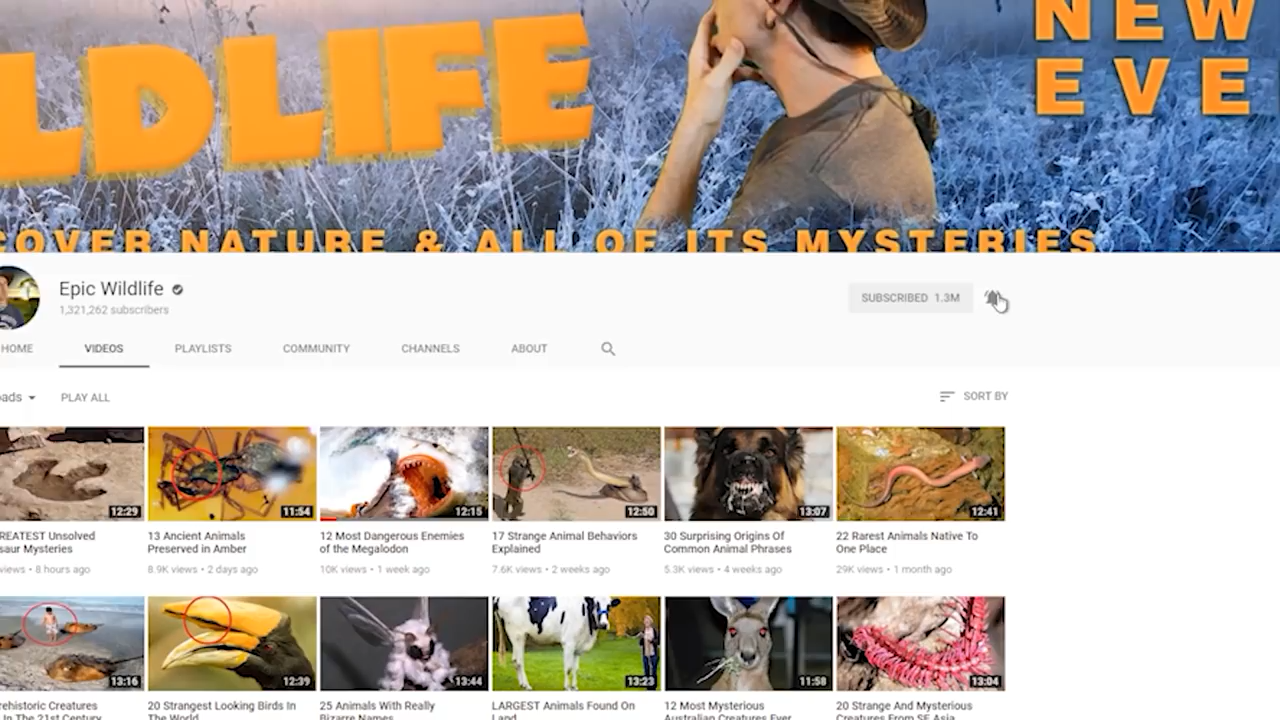 NEW
LDLIFE
EVE
COVER NATURE & ALL OF ITS MYSTERIES
Epic Wildlife
1,321,262 subscribers
SUBSCRIBED 1.3M
HOME VIDEOS PLAYLISTS COMMUNITY CHANNELS ABOUT
oads PLAY ALL SORT BY
12:29 11:54 12:15 12:50 13:07 12:41
REATEST Unsolved 13 Ancient Animals 12 Most Dangerous Enemies 17 Strange Animal Behaviors 30 Surprising Origins Of 22 Rarest Animals Native To
saur Mysteries Preserved in Amber of the Megalodon Explained Common Animal Phrases One Place
views • 8 hours ago 8.9K views • 2 days ago 10K views • 1 week ago 7.6K views • 2 weeks ago 5.3K views • 4 weeks ago 29K views • 1 month ago
13:16 12:39 13:44 13:23 11:58 13:04
rehistoric Creatures 20 Strangest Looking Birds In 25 Animals With Really LARGEST Animals Found On 12 Most Mysterious 20 Strange And Mysterious
In The 21st Century The World Bizarre Names Land Australian Creatures Ever Creatures From SE Asia